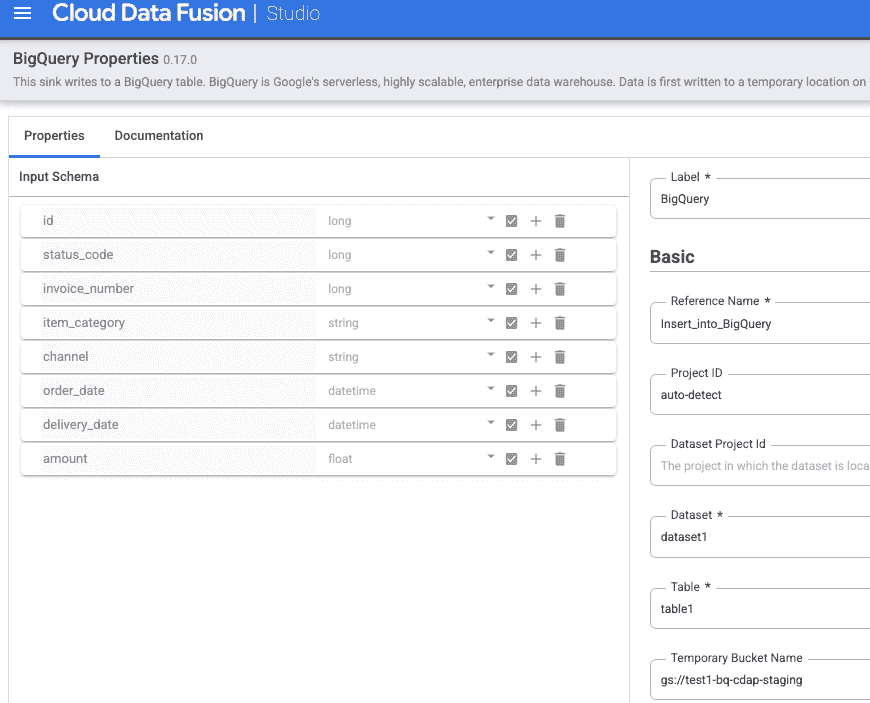 Cloud Data Fusion | Studio
BigQuery Properties 0.17.0
This sink writes to a BigQuery table. BigQuery is Google's serverless, highly scalable, enterprise data warehouse. Data is first written to a temporary location on
Properties Documentation
Input Schema
id long
status_code long
invoice_number long
item_category string
channel string
order_date datetime
delivery_date datetime
amount float
Label *
BigQuery
Basic
Reference Name *
Insert_into_BigQuery
Project ID
auto-detect
Dataset Project Id
The project in which the dataset is loca
Dataset *
dataset1
Table *
table1
Temporary Bucket Name
gs://test1-bq-cdap-staging